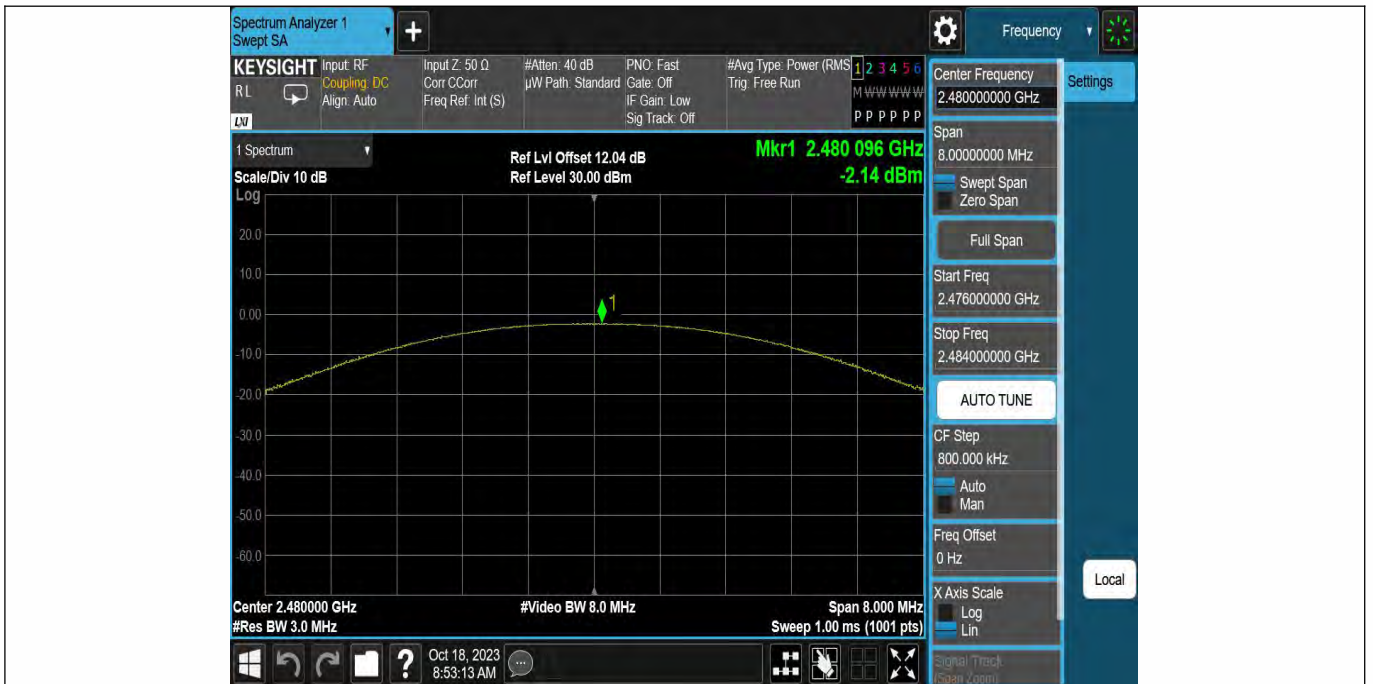 Spectrum Analyzer 1
Swept SA
+
Frequency
KEYSIGHT
RL
LXI
Input: RF
Coupling: DC
Align: Auto
Input Z: 50 Ω
Corr CCorr
Freq Ref: Int (S)
#Atten: 40 dB
µW Path: Standard
PNO: Fast
Gate: Off
IF Gain: Low
Sig Track: Off
#Avg Type: Power (RMS
Trig: Free Run
1 2 3 4 5 6
M W W W W W
P P P P P P
1 Spectrum
Scale/Div 10 dB
Log
Ref Lvl Offset 12.04 dB
Ref Level 30.00 dBm
Mkr1 2.480 096 GHz
-2.14 dBm
20.0
10.0
0.00
-10.0
-20.0
-30.0
-40.0
-50.0
-60.0
1
Center 2.480000 GHz
#Res BW 3.0 MHz
#Video BW 8.0 MHz
Span 8.000 MHz
Sweep 1.00 ms (1001 pts)
Center Frequency
2.480000000 GHz
Settings
Span
8.00000000 MHz
Swept Span
Zero Span
Full Span
Start Freq
2.476000000 GHz
Stop Freq
2.484000000 GHz
AUTO TUNE
CF Step
800.000 kHz
Auto
Man
Freq Offset
0 Hz
X Axis Scale
Log
Lin
Signal Track
(Span Zoom)
Local
?
Oct 18, 2023
8:53:13 AM